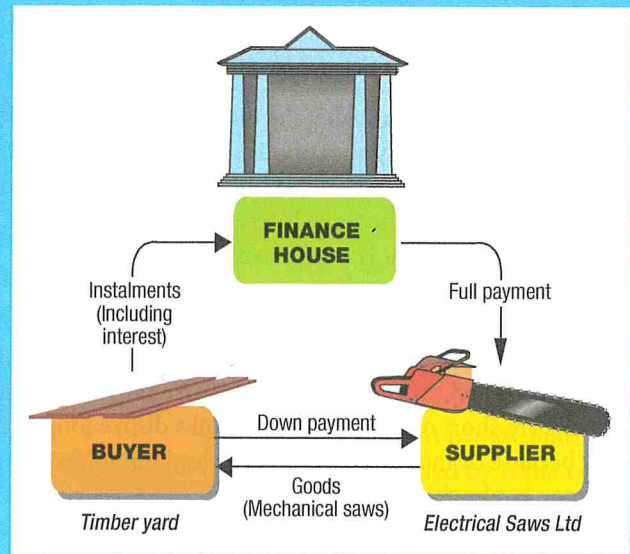 FINANCE
HOUSE
Instalments
(Including
interest)
Full payment
Down payment
BUYER
SUPPLIER
Goods
(Mechanical saws)
Timber yard
Electrical Saws Ltd